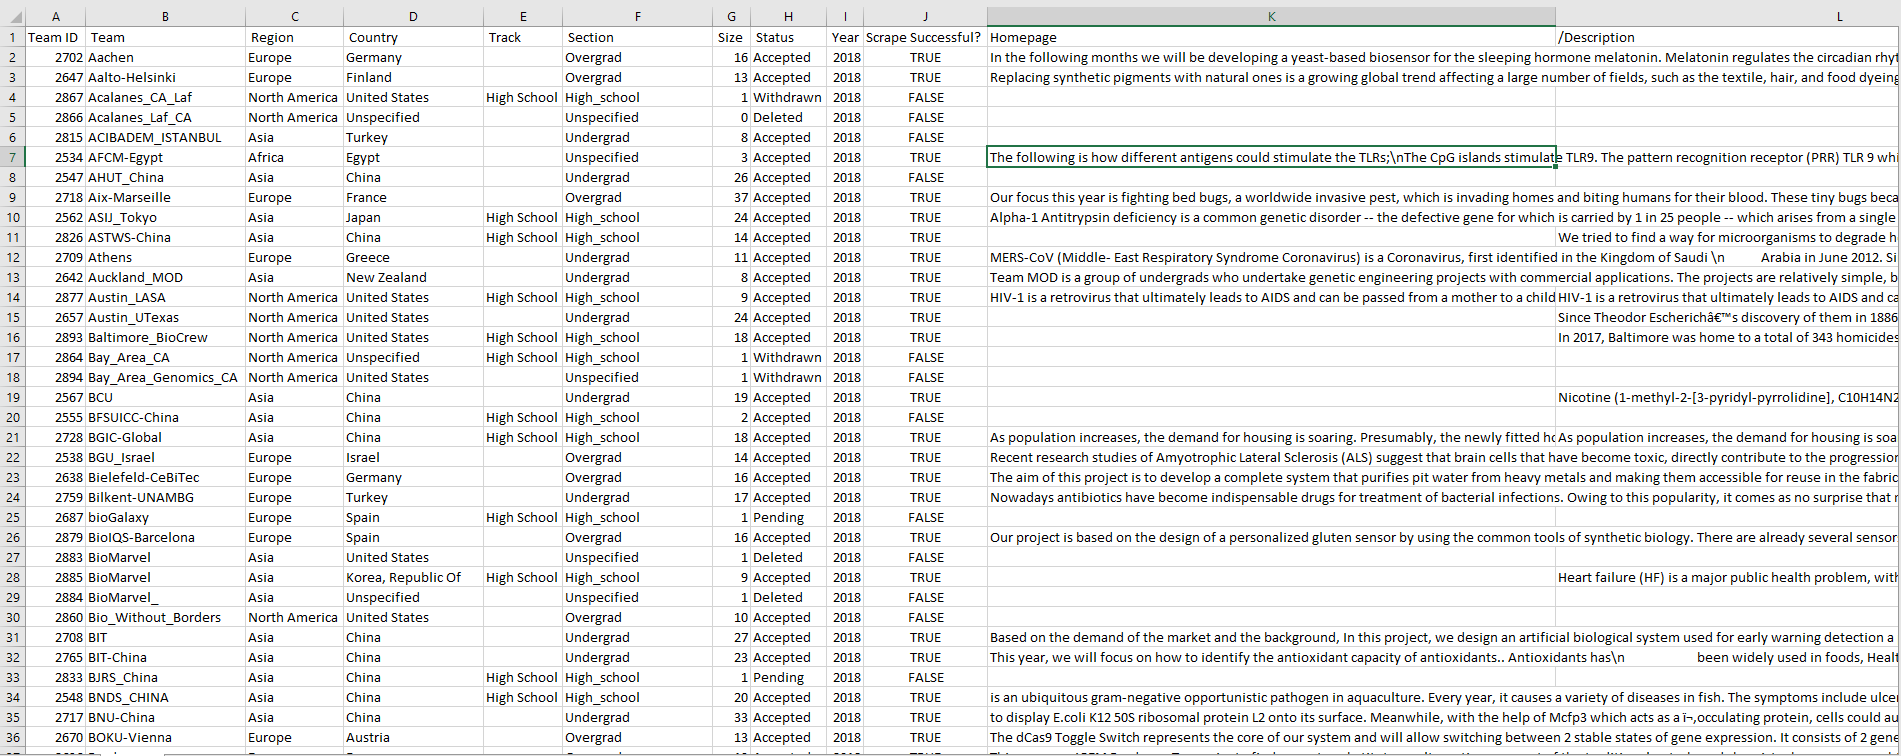 A B C D E F G H I J K L
1 Team ID Team Region Country Track Section Size Status Year Scrape Successful? Homepage /Description
2 2702 Aachen Europe Germany Overgrad 16 Accepted 2018 TRUE In the following months we will be developing a yeast-based biosensor for the sleeping hormone melatonin. Melatonin regulates the circadian rhyt
3 2647 Aalto-Helsinki Europe Finland Overgrad 13 Accepted 2018 TRUE Replacing synthetic pigments with natural ones is a growing global trend affecting a large number of fields, such as the textile, hair, and food dyeing
4 2867 Acalanes_CA_Laf North America United States High School High_school 1 Withdrawn 2018 FALSE
5 2866 Acalanes_Laf_CA North America Unspecified Unspecified 0 Deleted 2018 FALSE
6 2815 ACIBADEM_ISTANBUL Asia Turkey Undergrad 8 Accepted 2018 FALSE
7 2534 AFCM-Egypt Africa Egypt Unspecified 3 Accepted 2018 TRUE The following is how different antigens could stimulate the TLRs;\nThe CpG islands stimulate TLR9. The pattern recognition receptor (PRR) TLR 9 whi
8 2547 AHUT_China Asia China Undergrad 26 Accepted 2018 FALSE
9 2718 Aix-Marseille Europe France Overgrad 37 Accepted 2018 TRUE Our focus this year is fighting bed bugs, a worldwide invasive pest, which is invading homes and biting humans for their blood. These tiny bugs beca
10 2562 ASIJ_Tokyo Asia Japan High School High_school 24 Accepted 2018 TRUE Alpha-1 Antitrypsin deficiency is a common genetic disorder -- the defective gene for which is carried by 1 in 25 people -- which arises from a single
11 2826 ASTWS-China Asia China High School High_school 14 Accepted 2018 TRUE We tried to find a way for microorganisms to degrade h
12 2709 Athens Europe Greece Undergrad 11 Accepted 2018 TRUE MERS-CoV (Middle- East Respiratory Syndrome Coronavirus) is a Coronavirus, first identified in the Kingdom of Saudi \n Arabia in June 2012. Si
13 2642 Auckland_MOD Asia New Zealand Undergrad 8 Accepted 2018 TRUE Team MOD is a group of undergrads who undertake genetic engineering projects with commercial applications. The projects are relatively simple, b
14 2877 Austin_LASA North America United States High School High_school 9 Accepted 2018 TRUE HIV-1 is a retrovirus that ultimately leads to AIDS and can be passed from a mother to a child HIV-1 is a retrovirus that ultimately leads to AIDS and ca
15 2657 Austin_UTexas North America United States Undergrad 24 Accepted 2018 TRUE Since Theodor Escherichâ€™s discovery of them in 1886
16 2893 Baltimore_BioCrew North America United States High School High_school 18 Accepted 2018 TRUE In 2017, Baltimore was home to a total of 343 homicides
17 2864 Bay_Area_CA North America Unspecified High School High_school 1 Withdrawn 2018 FALSE
18 2894 Bay_Area_Genomics_CA North America United States Unspecified 1 Withdrawn 2018 FALSE
19 2567 BCU Asia China Undergrad 19 Accepted 2018 TRUE Nicotine (1-methyl-2-[3-pyridyl-pyrrolidine], C10H14N2
20 2555 BFSUICC-China Asia China High School High_school 2 Accepted 2018 FALSE
21 2728 BGIC-Global Asia China High School High_school 18 Accepted 2018 TRUE As population increases, the demand for housing is soaring. Presumably, the newly fitted ho As population increases, the demand for housing is soa
22 2538 BGU_Israel Europe Israel Overgrad 14 Accepted 2018 TRUE Recent research studies of Amyotrophic Lateral Sclerosis (ALS) suggest that brain cells that have become toxic, directly contribute to the progression
23 2638 Bielefeld-CeBiTec Europe Germany Overgrad 16 Accepted 2018 TRUE The aim of this project is to develop a complete system that purifies pit water from heavy metals and making them accessible for reuse in the fabric
24 2759 Bilkent-UNAMBG Europe Turkey Undergrad 17 Accepted 2018 TRUE Nowadays antibiotics have become indispensable drugs for treatment of bacterial infections. Owing to this popularity, it comes as no surprise that r
25 2687 bioGalaxy Europe Spain High School High_school 1 Pending 2018 FALSE
26 2879 BioIQS-Barcelona Europe Spain Overgrad 16 Accepted 2018 TRUE Our project is based on the design of a personalized gluten sensor by using the common tools of synthetic biology. There are already several sensor
27 2883 BioMarvel Asia United States Unspecified 1 Deleted 2018 FALSE
28 2885 BioMarvel Asia Korea, Republic Of High School High_school 9 Accepted 2018 TRUE Heart failure (HF) is a major public health problem, with
29 2884 BioMarvel_ Asia Unspecified Unspecified 1 Deleted 2018 FALSE
30 2860 Bio_Without_Borders North America United States Overgrad 10 Accepted 2018 FALSE
31 2708 BIT Asia China Undergrad 27 Accepted 2018 TRUE Based on the demand of the market and the background, In this project, we design an artificial biological system used for early warning detection a
32 2765 BIT-China Asia China Undergrad 23 Accepted 2018 TRUE This year, we will focus on how to identify the antioxidant capacity of antioxidants.. Antioxidants has\n been widely used in foods, Healt
33 2833 BJRS_China Asia China High School High_school 1 Pending 2018 FALSE
34 2548 BNDS_CHINA Asia China High School High_school 20 Accepted 2018 TRUE is an ubiquitous gram-negative opportunistic pathogen in aquaculture. Every year, it causes a variety of diseases in fish. The symptoms include ulcer
35 2717 BNU-China Asia China Undergrad 33 Accepted 2018 TRUE to display E.coli K12 50S ribosomal protein L2 onto its surface. Meanwhile, with the help of Mcfp3 which acts as a ï¬‚occulating protein, cells could au
36 2670 BOKU-Vienna Europe Austria Overgrad 13 Accepted 2018 TRUE The dCas9 Toggle Switch represents the core of our system and will allow switching between 2 stable states of gene expression. It consists of 2 gene